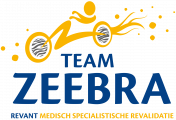 TEAM
ZEEBRA
REVANT MEDISCH SPECIALISTISCHE REVALIDATIE